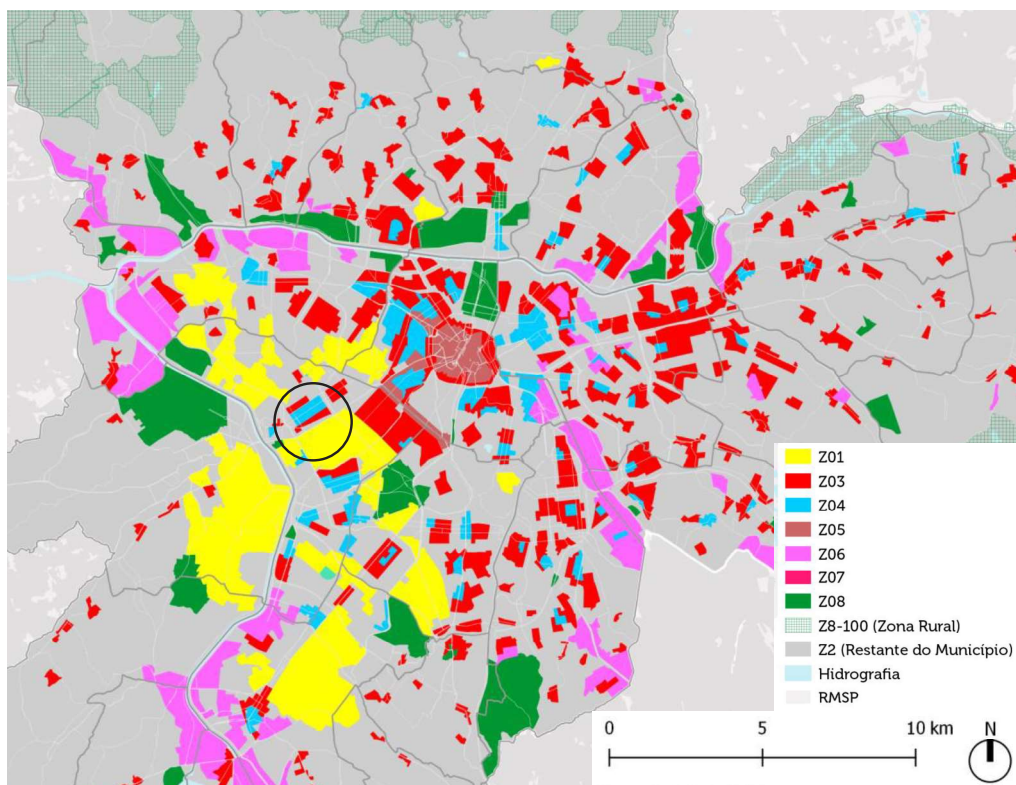 Z01
Z03
Z04
Z05
Z06
Z07
Z08
Z8-100 (Zona Rural)
Z2 (Restante do Município)
Hidrografia
RMSP
0 5 10 km
N